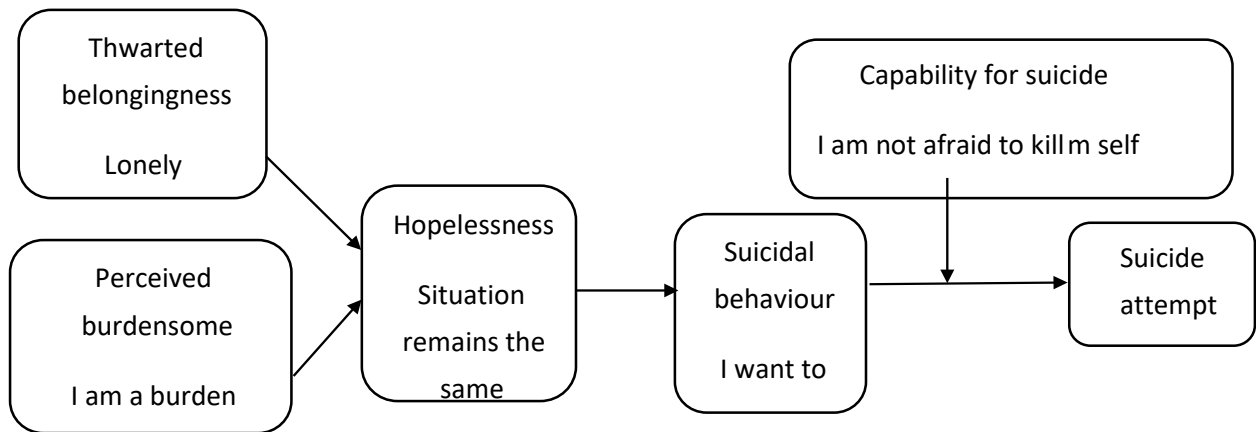 Thwarted
belongingness
Lonely
Perceived
burdensome
I am a burden
Hopelessness
Situation
remains the
same
Suicidal
behaviour
I want to
Capability for suicide
I am not afraid to kill m self
Suicide
attempt